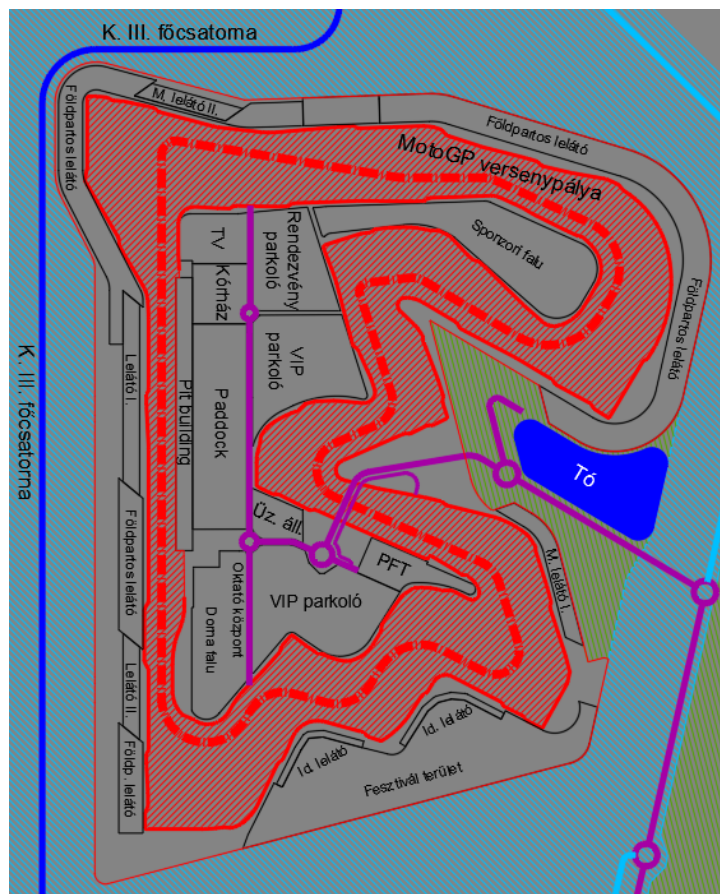 K. III. főcsatorna
M. lelátó II.
Földpartos lelátó
Földpartos lelátó
MotoGP versenypálya
TV
Rendezvény
parkoló
Sponzori falu
Kórház
Földpartos lelátó
VIP
parkoló
Lelátó I.
K. III. főcsatorna
Pit building
Paddock
Tó
Üz. áll.
Földpartos lelátó
PFT
M. lelátó I.
Oktató központ
Dorna falu
VIP parkoló
Lelátó II.
Id. lelátó
Id. lelátó
Földp. lelátó
Fesztivál terület